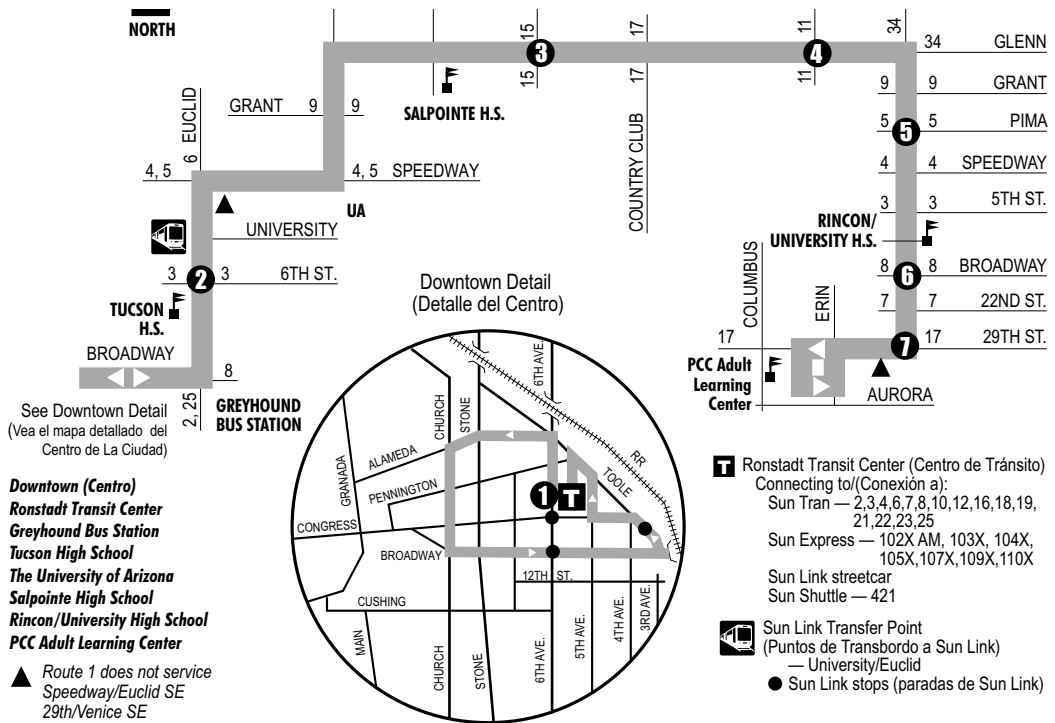 NORTH
15
17
11
34
34 GLENN
3
4
15
17
11
9 9 GRANT
6 EUCLID
GRANT 9 9
SALPOINTE H.S.
COUNTRY CLUB
5 5 5 PIMA
4, 5
4, 5 SPEEDWAY
4 4 SPEEDWAY
UA
3 3 5TH ST.
UNIVERSITY
RINCON/
UNIVERSITY H.S.
3 2 3 6TH ST.
8 6 8 BROADWAY
TUCSON
H.S.
COLUMBUS
ERIN
7 7 22ND ST.
BROADWAY
17 7 17 29TH ST.
8
PCC Adult
Learning
Center
AURORA
2, 25
GREYHOUND
BUS STATION
See Downtown Detail
(Vea el mapa detallado del
Centro de La Ciudad)
Downtown Detail
(Detalle del Centro)
6TH AVE.
CHURCH
STONE
RR
ALAMEDA
GRANADA
PENNINGTON
TOOLE
1 T
CONGRESS
BROADWAY
12TH ST.
CUSHING
MAIN
CHURCH
STONE
6TH AVE.
5TH AVE.
4TH AVE.
3RD AVE.
Downtown (Centro)
Ronstadt Transit Center
Greyhound Bus Station
Tucson High School
The University of Arizona
Salpointe High School
Rincon/University High School
PCC Adult Learning Center
Route 1 does not service
Speedway/Euclid SE
29th/Venice SE
T Ronstadt Transit Center (Centro de Tránsito)
Connecting to/(Conexión a):
Sun Tran — 2,3,4,6,7,8,10,12,16,18,19,
21,22,23,25
Sun Express — 102X AM, 103X, 104X,
105X,107X,109X,110X
Sun Link streetcar
Sun Shuttle — 421
Sun Link Transfer Point
(Puntos de Transbordo a Sun Link)
— University/Euclid
Sun Link stops (paradas de Sun Link)